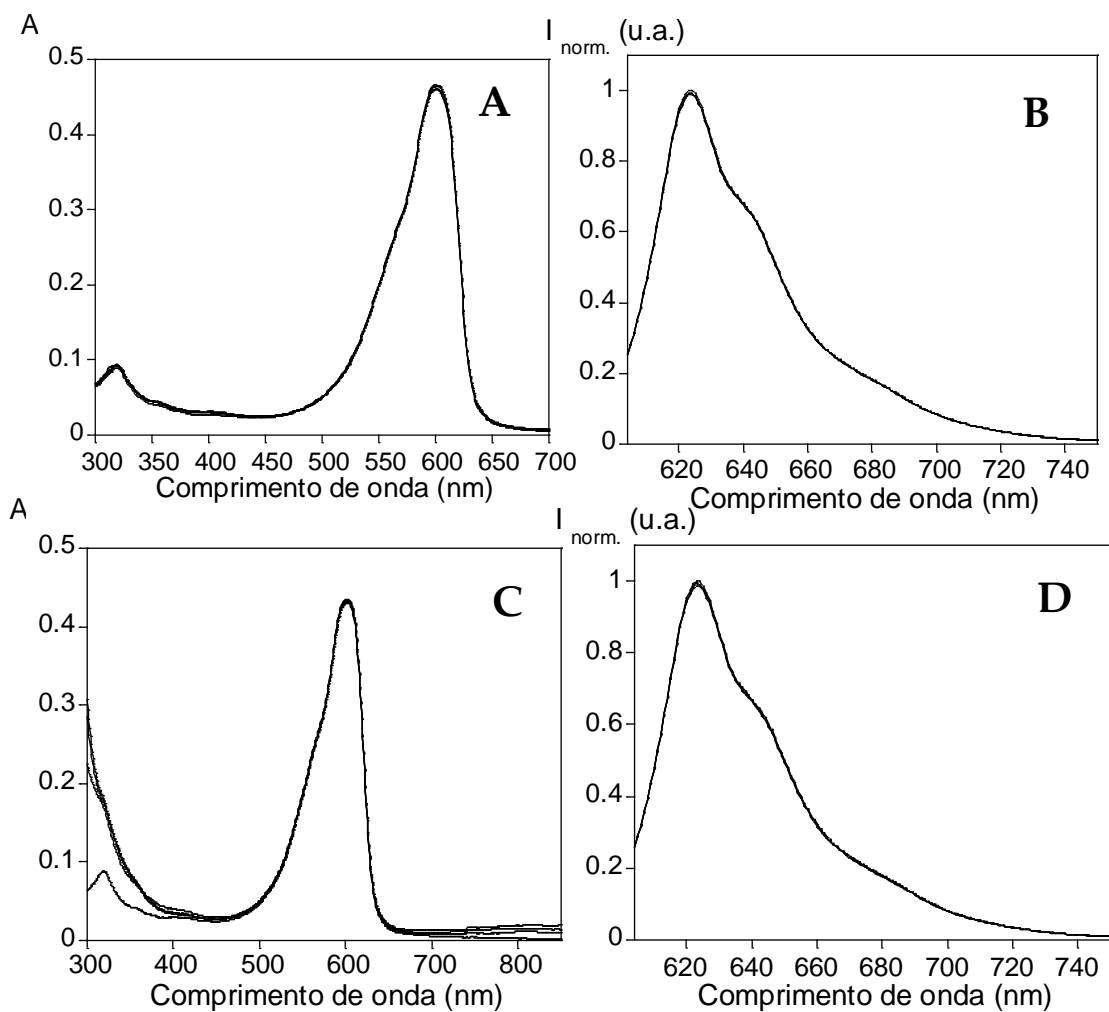 A
0.5
0.4
0.3
0.2
0.1
0
A
300 350 400 450 500 550 600 650 700
Comprimento de onda (nm)
I norm. (u.a.)
1
0.8
0.6
0.4
0.2
0
B
620 640 660 680 700 720 740
Comprimento de onda (nm)
A
0.5
0.4
0.3
0.2
0.1
0
C
300 400 500 600 700 800
Comprimento de onda (nm)
I norm. (u.a.)
1
0.8
0.6
0.4
0.2
0
D
620 640 660 680 700 720 740
Comprimento de onda (nm)